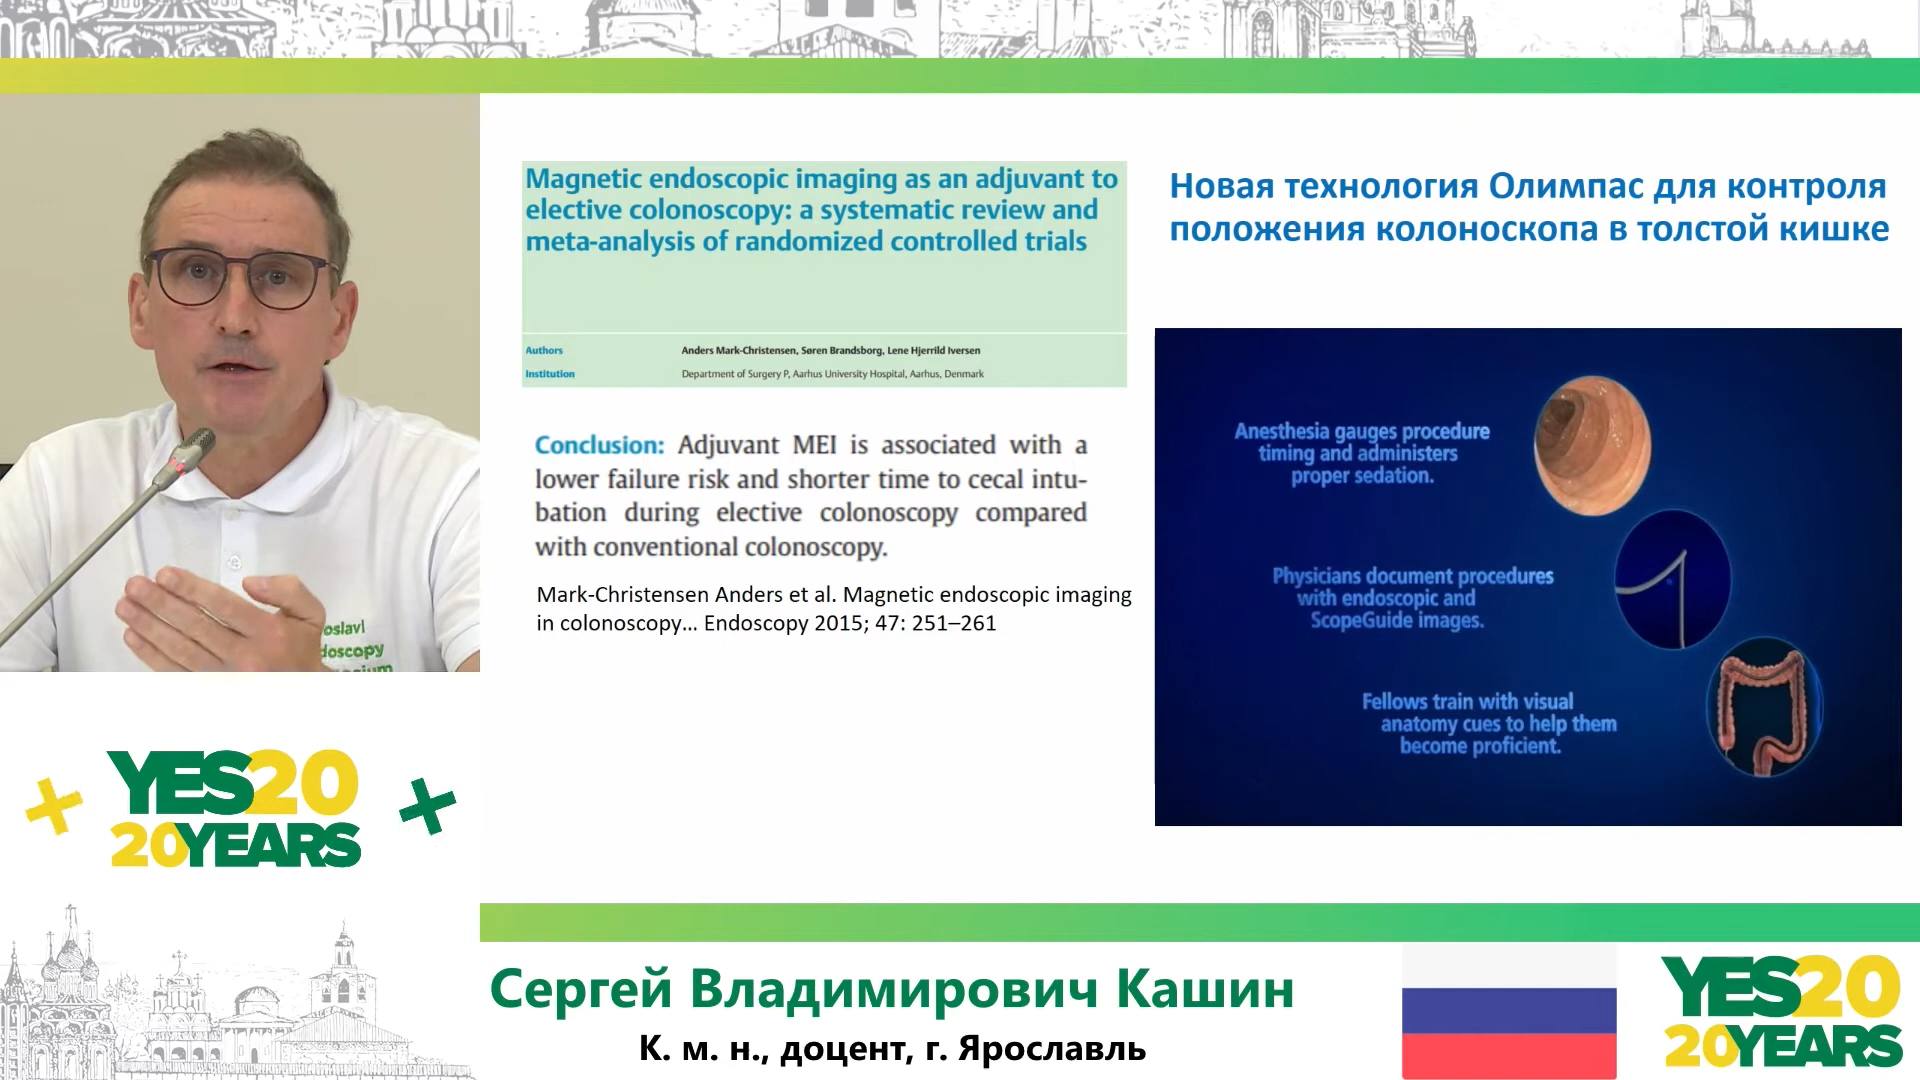 Magnetic endoscopic imaging as an adjuvant to
elective colonoscopy: a systematic review and
meta-analysis of randomized controlled trials
Authors
Anders Mark-Christensen, Søren Brandsborg, Lene Hjerrild Iversen
Institution
Department of Surgery P, Aarhus University Hospital, Aarhus, Denmark
Conclusion: Adjuvant MEI is associated with a
lower failure risk and shorter time to cecal intu-
bation during elective colonoscopy compared
with conventional colonoscopy.
Mark-Christensen Anders et al. Magnetic endoscopic imaging
in colonoscopy... Endoscopy 2015; 47: 251–261
Новая технология Олимпас для контроля
положения колоноскопа в толстой кишке
Anesthesia gauges procedure
timing and administers
proper sedation.
Physicians document procedures
with endoscopic and
ScopeGuide images.
Fellows train with visual
anatomy cues to help them
become proficient.
oslavl
doscopy
YES20
20YEARS
Сергей Владимирович Кашин
К. м. н., доцент, г. Ярославль
YES20
20YEARS